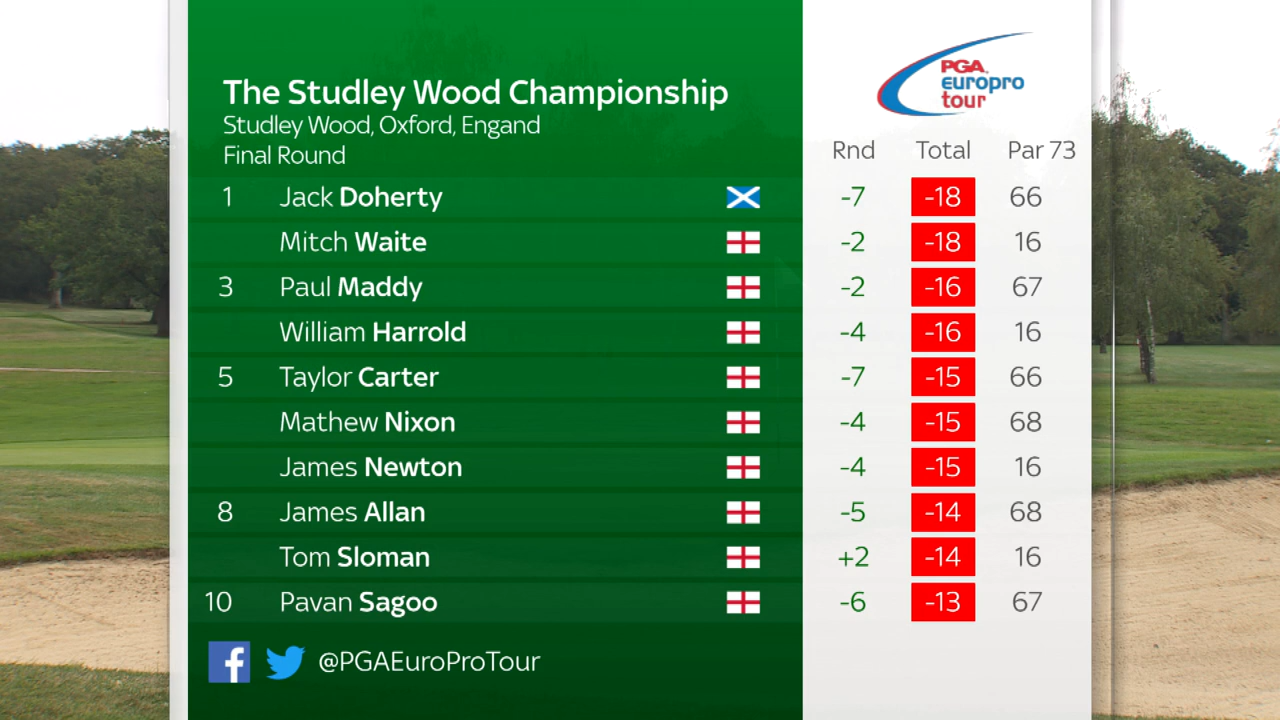 The Studley Wood Championship
Studley Wood, Oxford, Engand
Final Round
PGA
europro
tour
Rnd Total Par 73
1 Jack Doherty -7 -18 66
Mitch Waite -2 -18 16
3 Paul Maddy -2 -16 67
William Harrold -4 -16 16
5 Taylor Carter -7 -15 66
Mathew Nixon -4 -15 68
James Newton -4 -15 16
8 James Allan -5 -14 68
Tom Sloman +2 -14 16
10 Pavan Sagoo -6 -13 67
@PGAEuroProTour